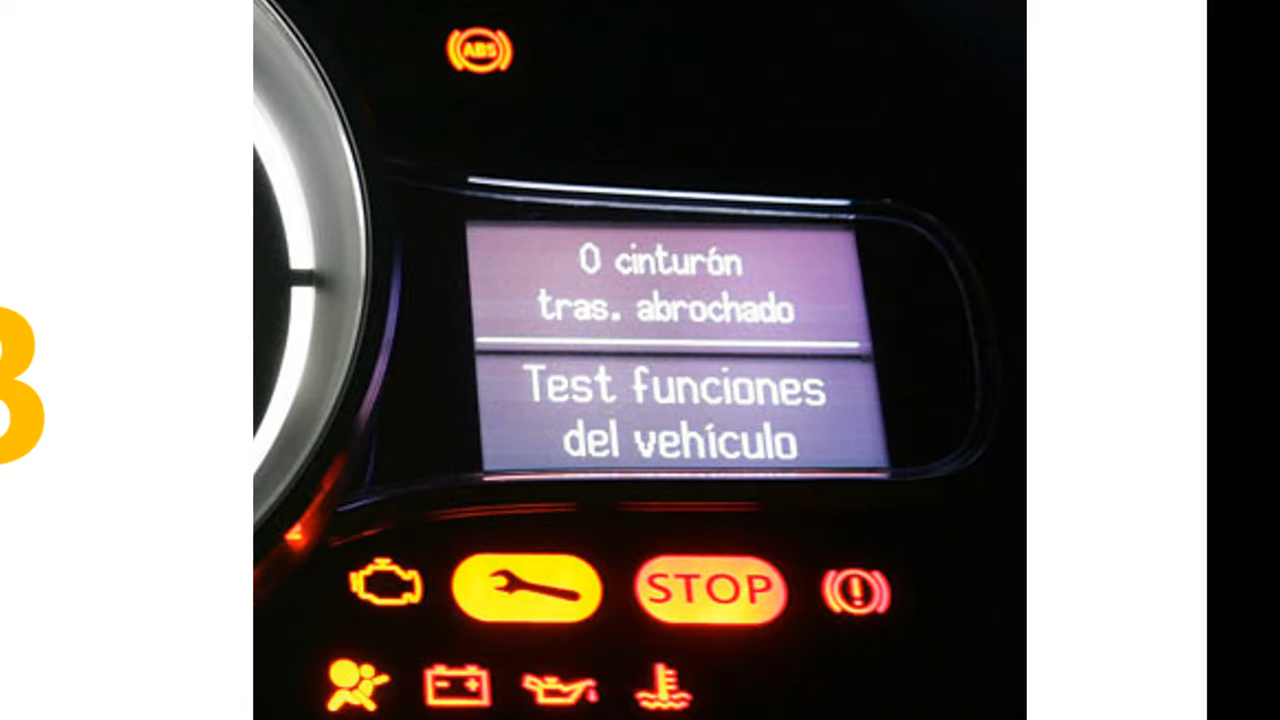 ABS
0 cinturón
tras. abrochado
Test funciones
del vehículo
STOP